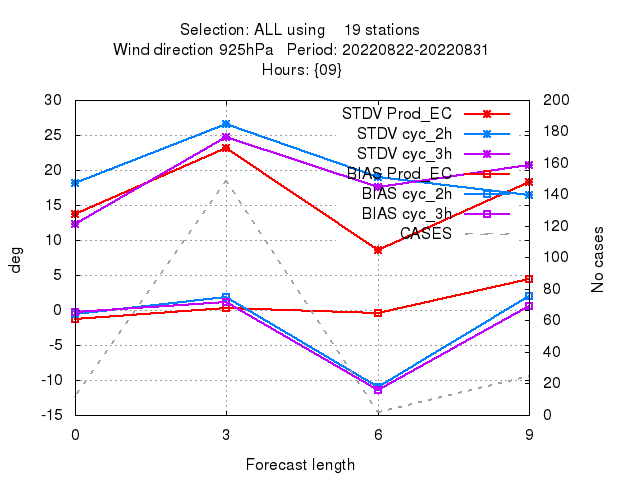 Selection: ALL using 19 stations
Wind direction 925hPa Period: 20220822-20220831
Hours: {09}
30 200
25 180
20 160
15 140
10 120
5 100
0 80
-5 60
-10 40
-15 20
0
STDV Prod_EC
STDV cyc_2h
STDV cyc_3h
BIAS Prod_EC
BIAS cyc_2h
BIAS cyc_3h
CASES
deg
No cases
0 3 6 9
Forecast length